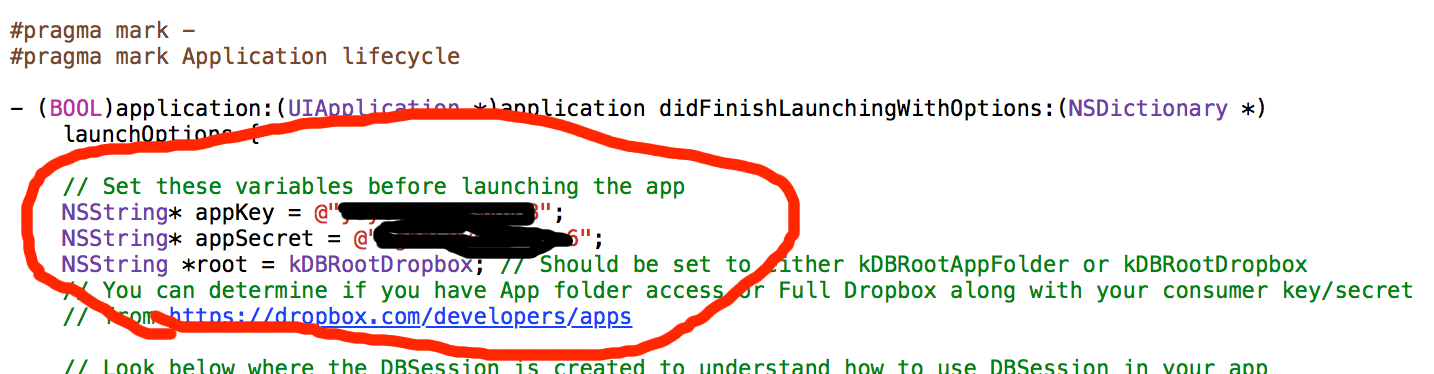 #pragma mark -
#pragma mark Application lifecycle
- (BOOL)application:(UIApplication *)application didFinishLaunchingWithOptions:(NSDictionary *)
launchOptions {
// Set these variables before launching the app
NSString* appKey = @"";
NSString* appSecret = @"6";
NSString *root = kDBRootDropbox; // Should be set to either kDBRootAppFolder or kDBRootDropbox
// You can determine if you have App folder access or Full Dropbox along with your consumer key/secret
// from https://dropbox.com/developers/apps
// Look below where the DBSession is created to understand how to use DBSession in your app